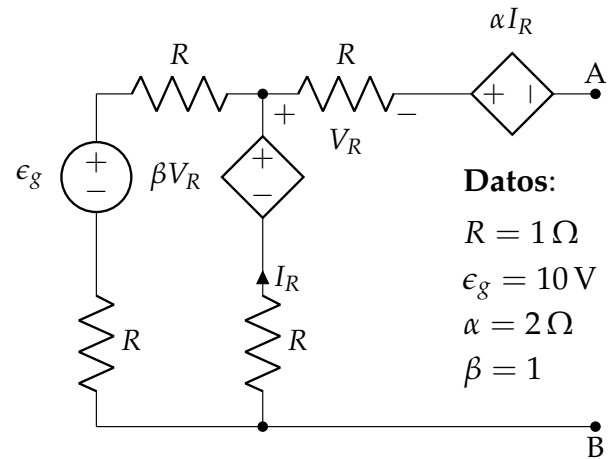 αI_R
R
R
A
+
−
+
−
V_R
ϵ_g
+
−
βV_R
+
−
Datos:
R = 1 Ω
ϵ_g = 10 V
α = 2 Ω
β = 1
I_R
R
R
B